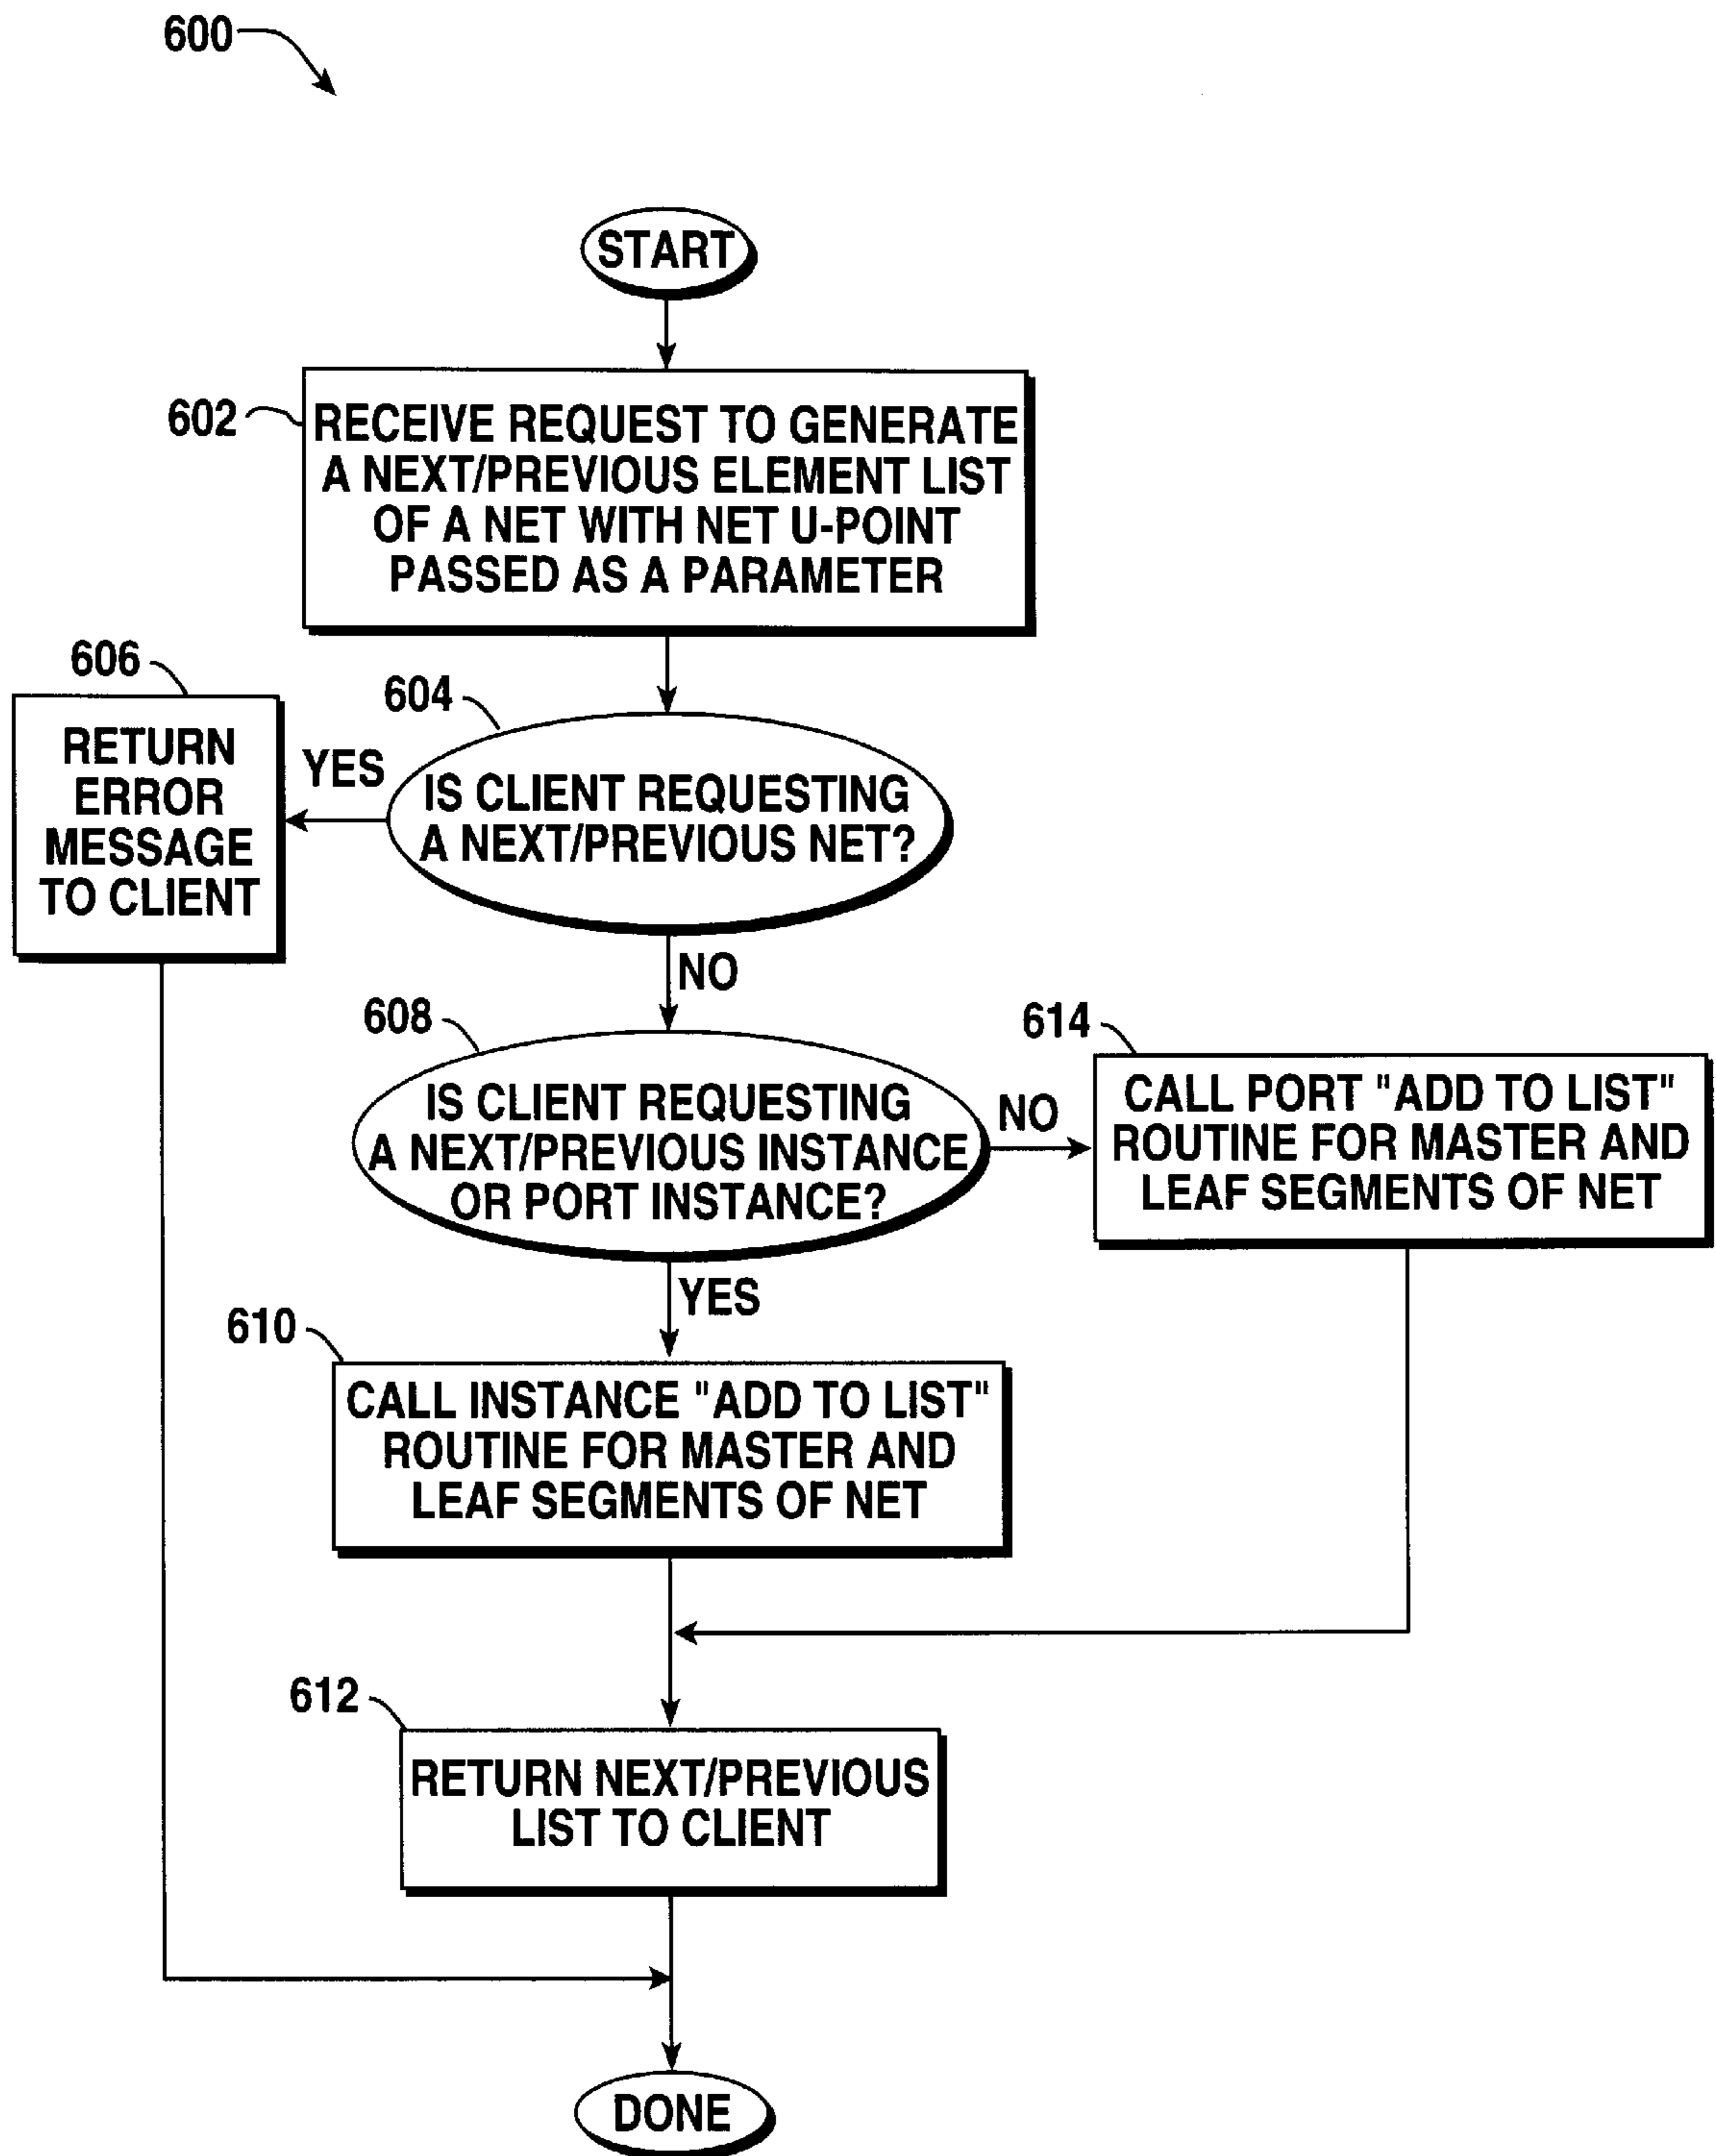 600
START
602
RECEIVE REQUEST TO GENERATE
A NEXT/PREVIOUS ELEMENT LIST
OF A NET WITH NET U-POINT
PASSED AS A PARAMETER
606
RETURN
ERROR
MESSAGE
TO CLIENT
YES
604
IS CLIENT REQUESTING
A NEXT/PREVIOUS NET?
NO
608
IS CLIENT REQUESTING
A NEXT/PREVIOUS INSTANCE
OR PORT INSTANCE?
NO
614
CALL PORT "ADD TO LIST"
ROUTINE FOR MASTER AND
LEAF SEGMENTS OF NET
YES
610
CALL INSTANCE "ADD TO LIST"
ROUTINE FOR MASTER AND
LEAF SEGMENTS OF NET
612
RETURN NEXT/PREVIOUS
LIST TO CLIENT
DONE